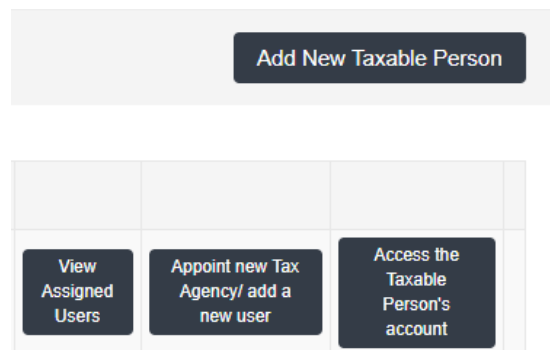 Add New Taxable Person
View
Assigned
Users
Appoint new Tax
Agency/ add a
new user
Access the
Taxable
Person's
account